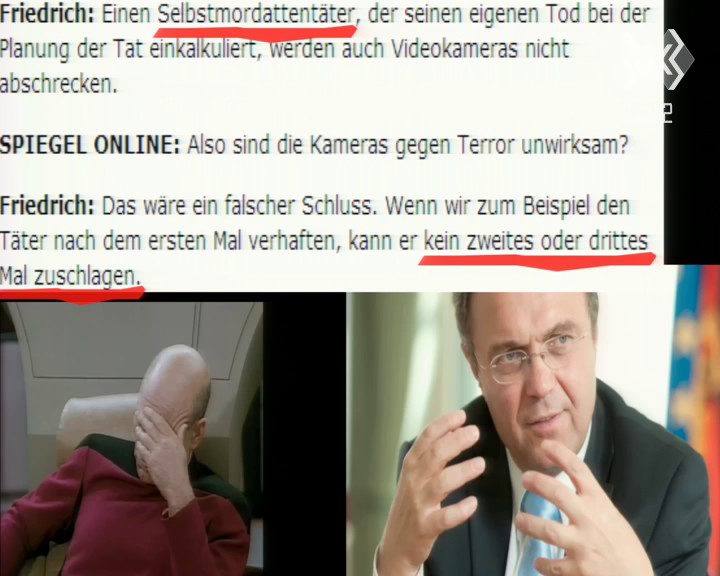 Friedrich: Einen Selbstmordattentäter, der seinen eigenen Tod bei der
Planung der Tat einkalkuliert, werden auch Videokameras nicht
abschrecken.
SPIEGEL ONLINE: Also sind die Kameras gegen Terror unwirksam?
Friedrich: Das wäre ein falscher Schluss. Wenn wir zum Beispiel den
Täter nach dem ersten Mal verhaften, kann er kein zweites oder drittes
Mal zuschlagen.